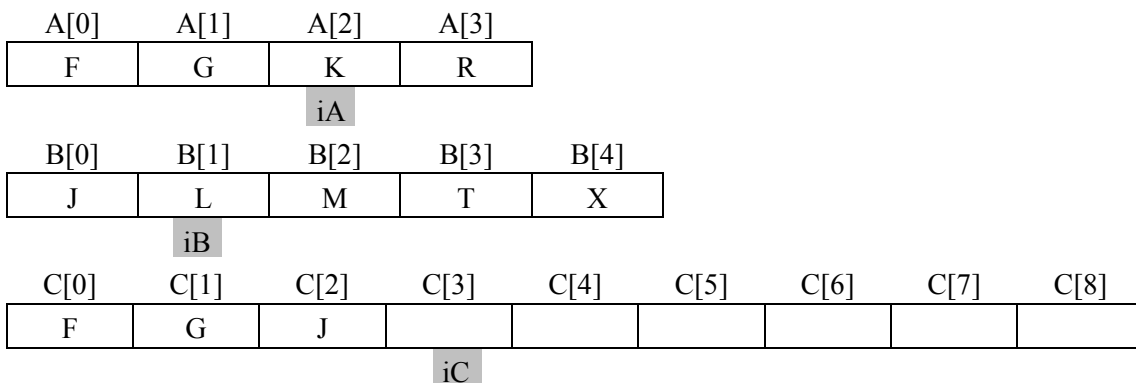 A[0] A[1] A[2] A[3]
F G K R
iA
B[0] B[1] B[2] B[3] B[4]
J L M T X
iB
C[0] C[1] C[2] C[3] C[4] C[5] C[6] C[7] C[8]
F G J
iC